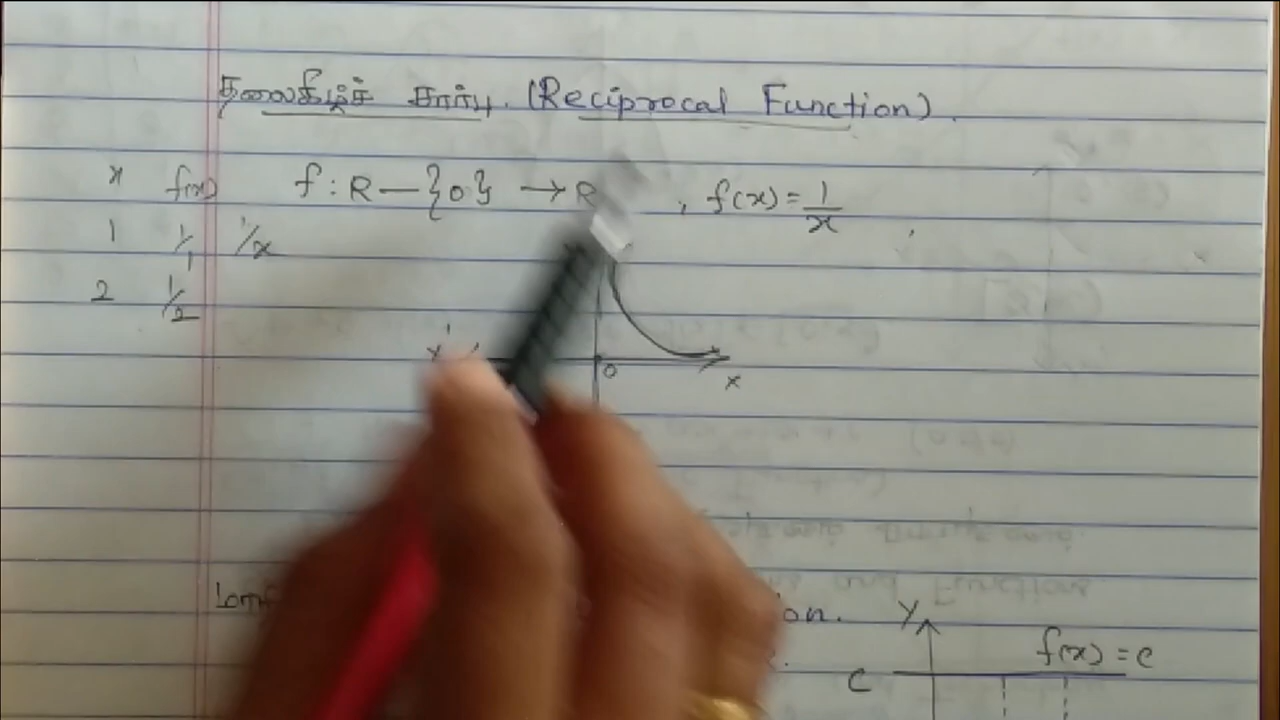 தலைகீழ்ச் சார்பு. (Reciprocal Function).
x f(x) f : R — {0} → R , f(x) = 1/x
1 1/1 1/x
2 1/2
x'
0
x
Y
f(x) = c
C